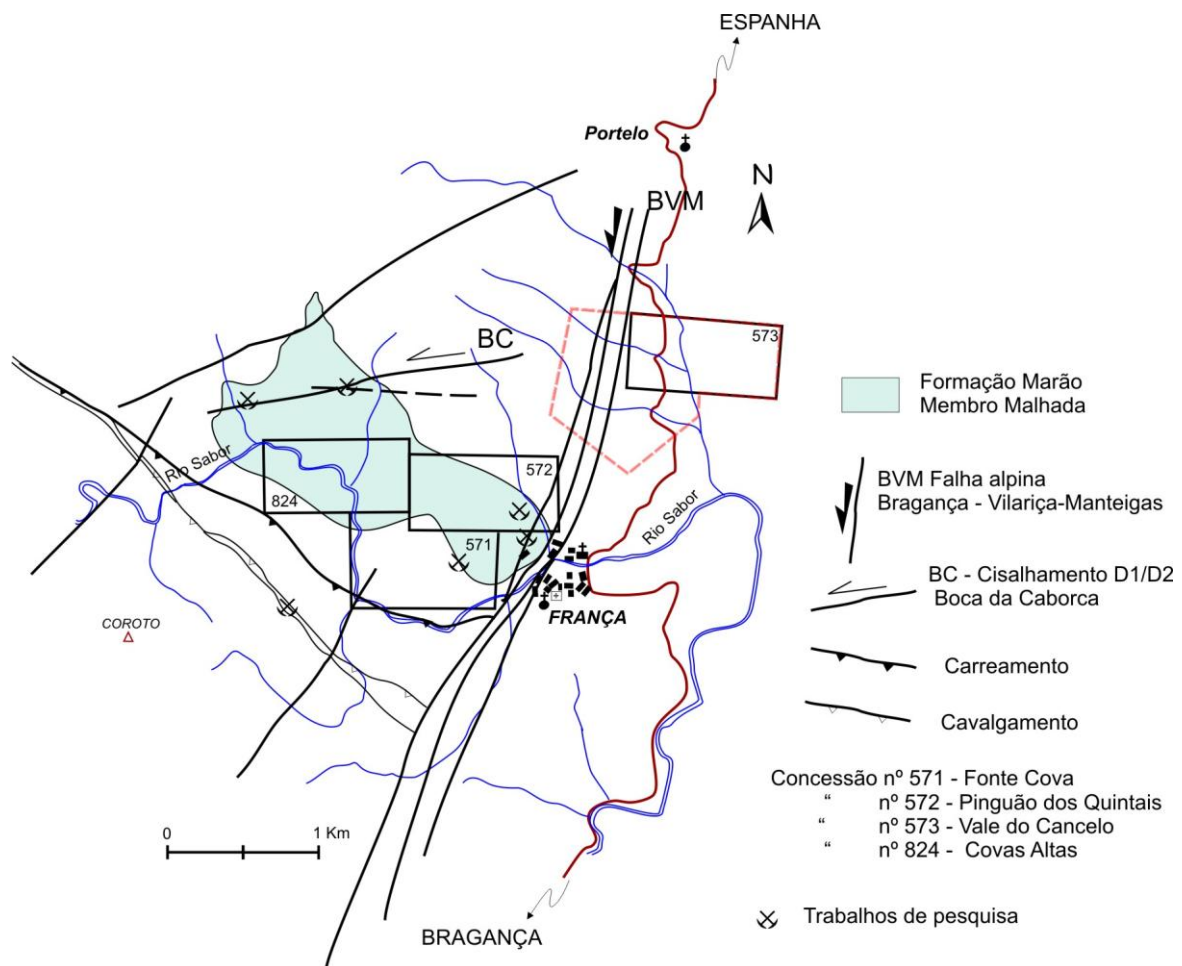 ESPANHA
Portelo
N
BVM
573
BC
Formação Marão
Membro Malhada
Rio Sabor
572
824
571
Rio Sabor
BVM Falha alpina
Bragança - Vilariça-Manteigas
FRANÇA
COROTO
BC - Cisalhamento D1/D2
Boca da Caborca
Carreamento
Cavalgamento
Concessão nº 571 - Fonte Cova
“ nº 572 - Pinguão dos Quintais
“ nº 573 - Vale do Cancelo
“ nº 824 - Covas Altas
0 1 Km
Trabalhos de pesquisa
BRAGANÇA